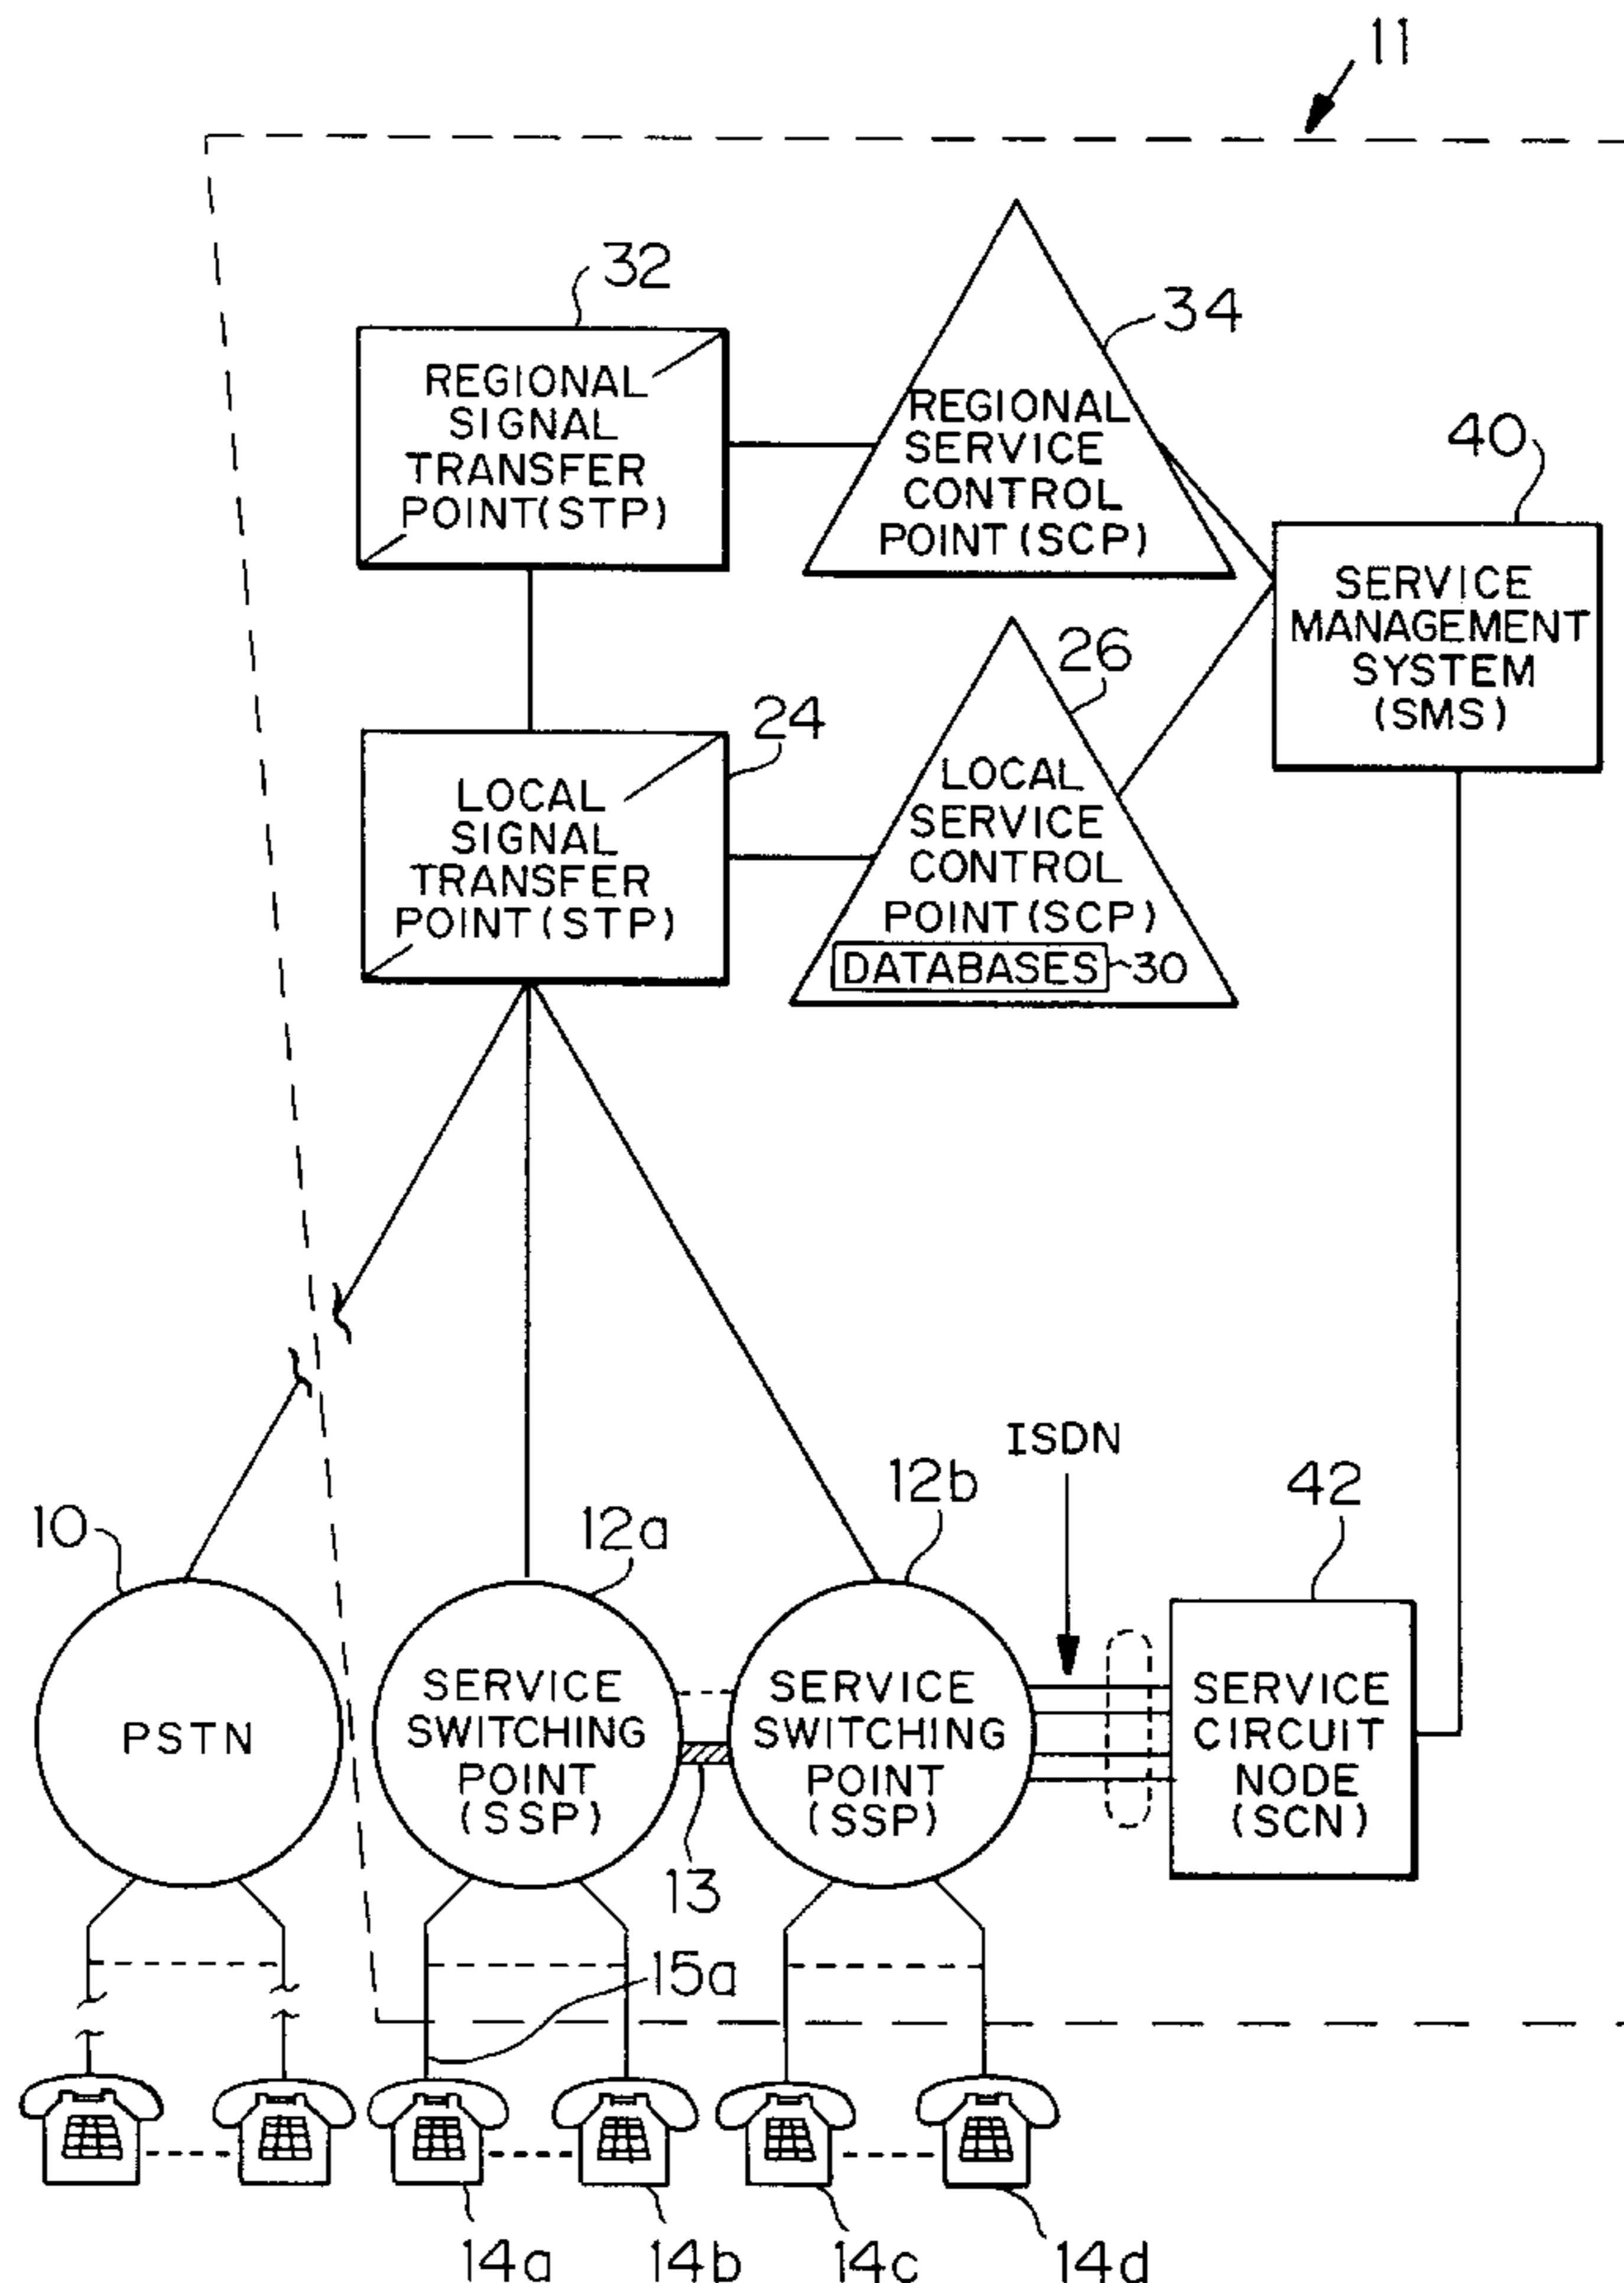 11
32
REGIONAL
SIGNAL
TRANSFER
POINT(STP)
34
REGIONAL
SERVICE
CONTROL
POINT(SCP)
40
SERVICE
MANAGEMENT
SYSTEM
(SMS)
24
LOCAL
SIGNAL
TRANSFER
POINT(STP)
26
LOCAL
SERVICE
CONTROL
POINT(SCP)
DATABASES
30
10
PSTN
12a
SERVICE
SWITCHING
POINT
(SSP)
13
12b
SERVICE
SWITCHING
POINT
(SSP)
ISDN
42
SERVICE
CIRCUIT
NODE
(SCN)
15a
14a
14b
14c
14d